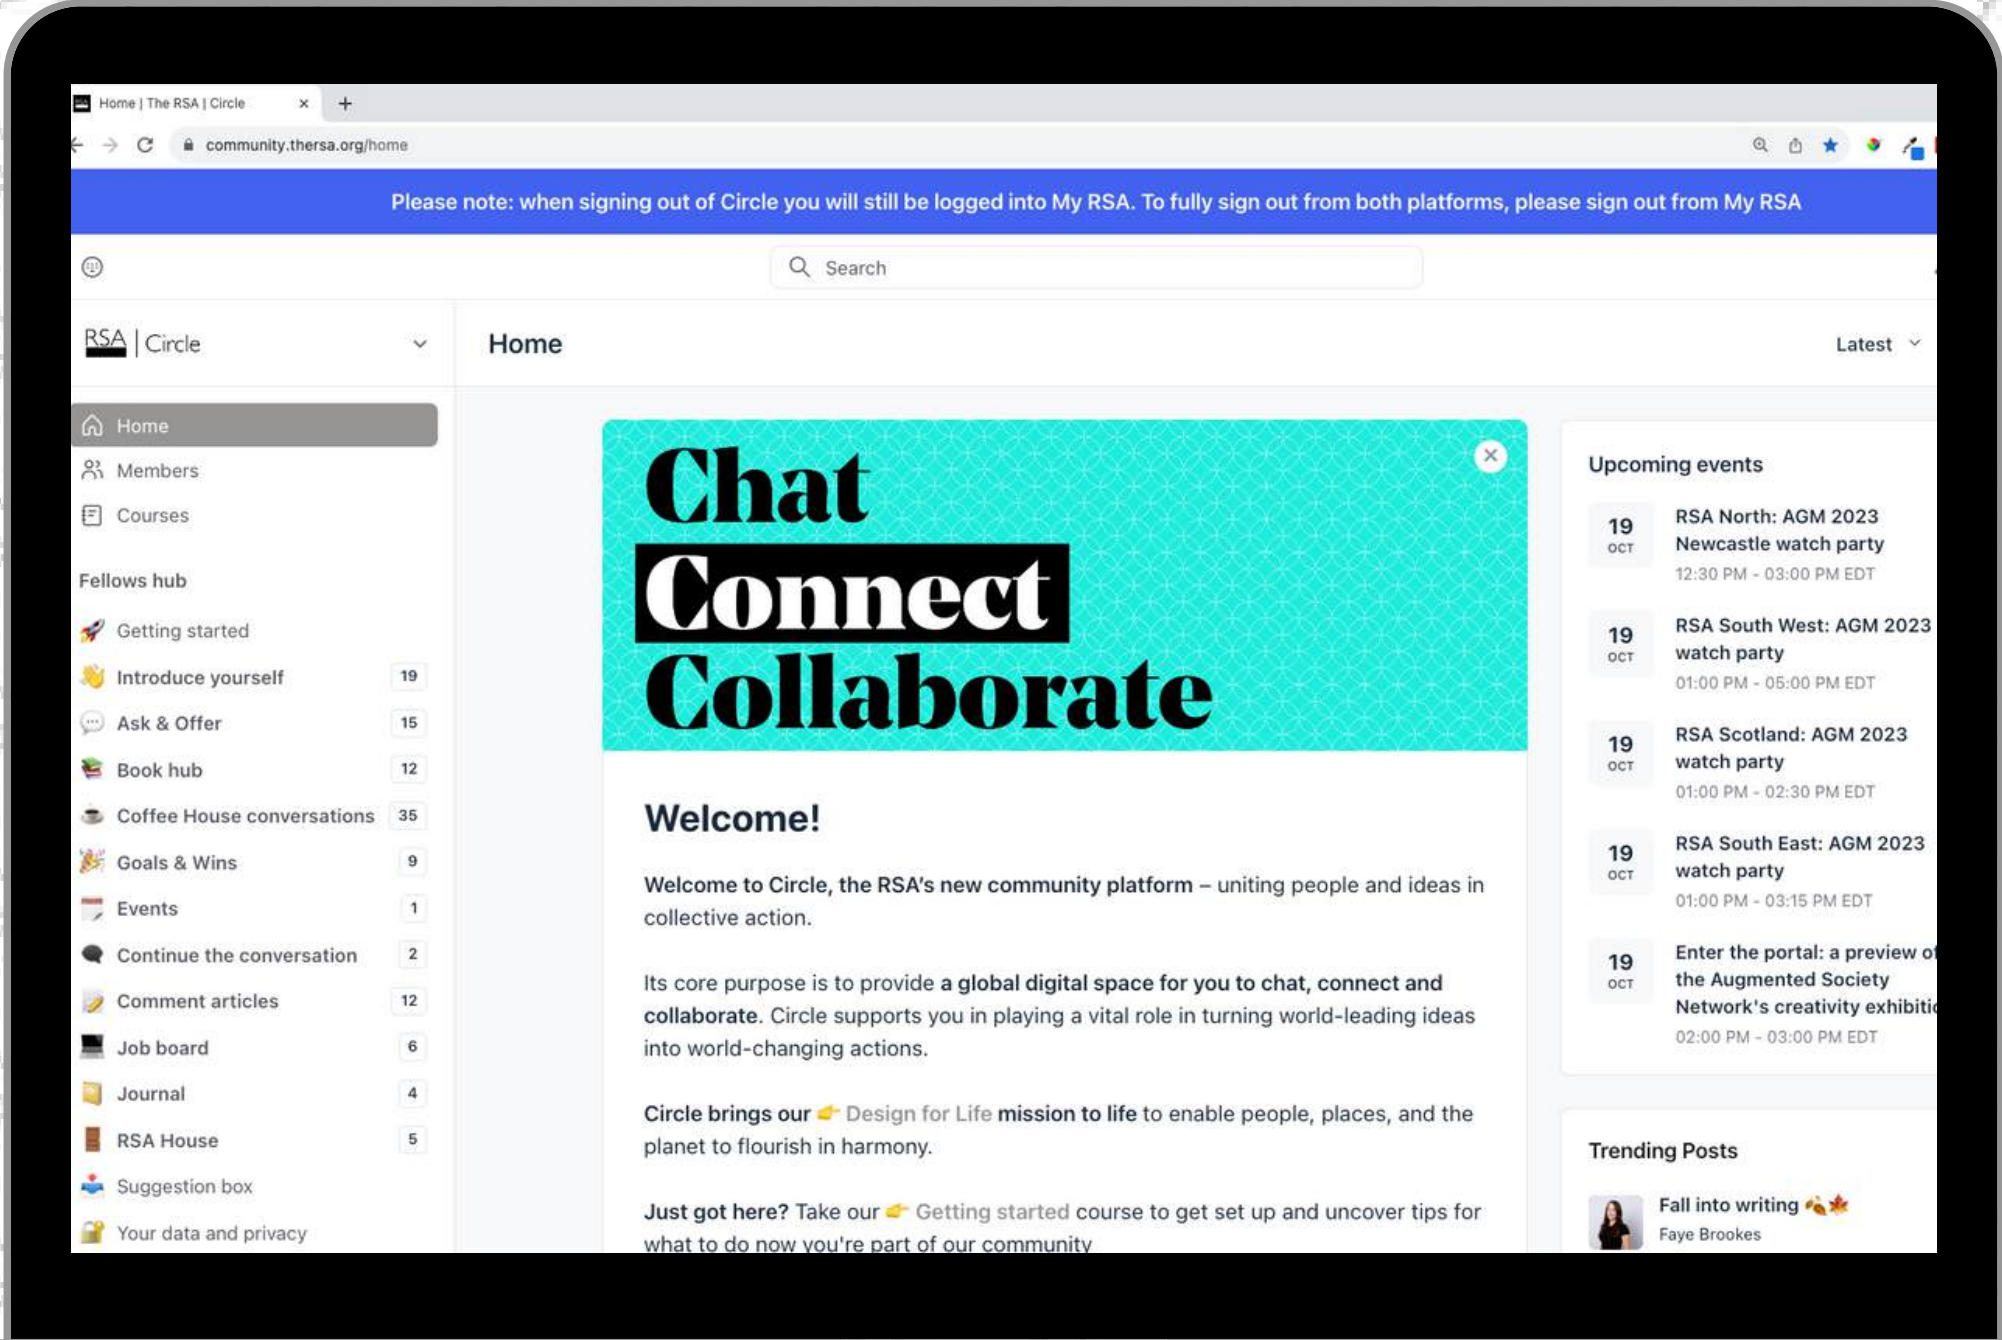 Home | The RSA | Circle
community.thersa.org/home
Please note: when signing out of Circle you will still be logged into My RSA. To fully sign out from both platforms, please sign out from My RSA
Search
RSA | Circle
Home
Latest
Home
Members
Courses
Fellows hub
Getting started
Introduce yourself 19
Ask & Offer 15
Book hub 12
Coffee House conversations 35
Goals & Wins 9
Events 1
Continue the conversation 2
Comment articles 12
Job board 6
Journal 4
RSA House 5
Suggestion box
Your data and privacy
Chat
Connect
Collaborate
Welcome!
Welcome to Circle, the RSA’s new community platform – uniting people and ideas in
collective action.
Its core purpose is to provide a global digital space for you to chat, connect and
collaborate. Circle supports you in playing a vital role in turning world-leading ideas
into world-changing actions.
Circle brings our 👉 Design for Life mission to life to enable people, places, and the
planet to flourish in harmony.
Just got here? Take our 👉 Getting started course to get set up and uncover tips for
what to do now you're part of our community
Upcoming events
19 OCT
RSA North: AGM 2023
Newcastle watch party
12:30 PM - 03:00 PM EDT
19 OCT
RSA South West: AGM 2023
watch party
01:00 PM - 05:00 PM EDT
19 OCT
RSA Scotland: AGM 2023
watch party
01:00 PM - 02:30 PM EDT
19 OCT
RSA South East: AGM 2023
watch party
01:00 PM - 03:15 PM EDT
19 OCT
Enter the portal: a preview of
the Augmented Society
Network's creativity
02:00 PM - 03:00 PM EDT
Trending Posts
Fall into writing 🍂🍁
Faye Brookes